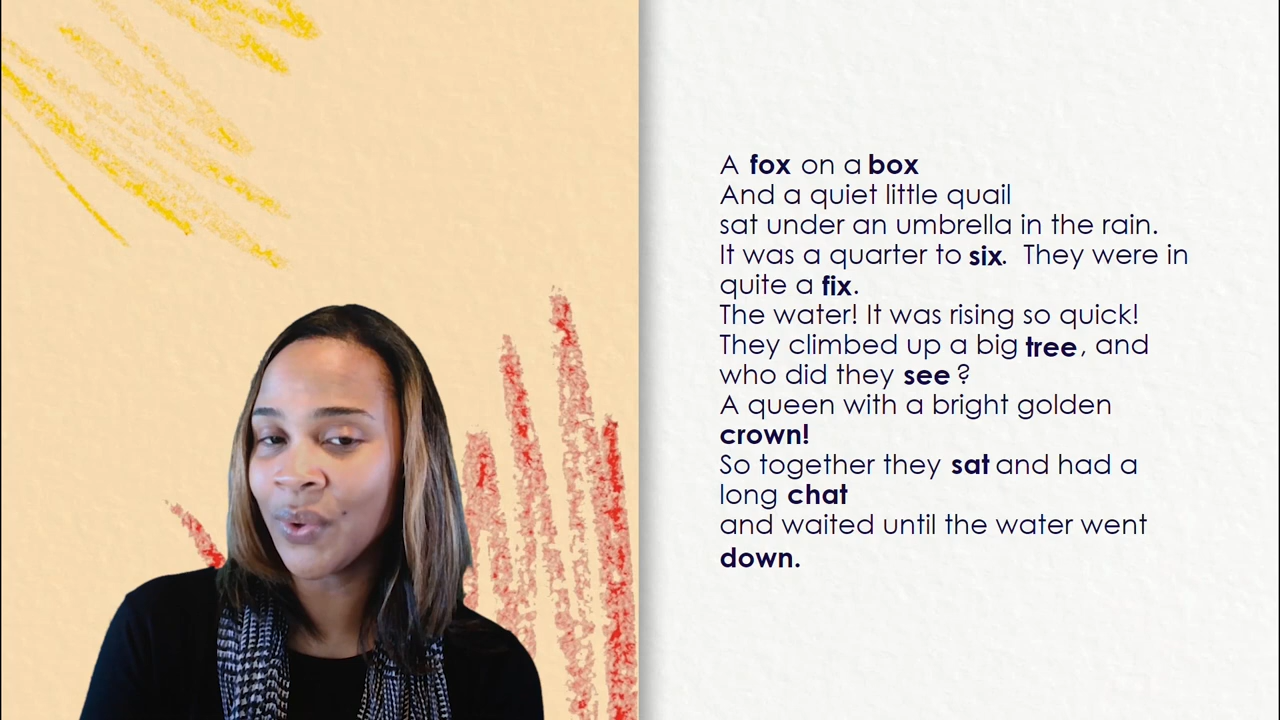 A fox on a box
And a quiet little quail
sat under an umbrella in the rain.
It was a quarter to six. They were in
quite a fix.
The water! It was rising so quick!
They climbed up a big tree, and
who did they see?
A queen with a bright golden
crown!
So together they sat and had a
long chat
and waited until the water went
down.